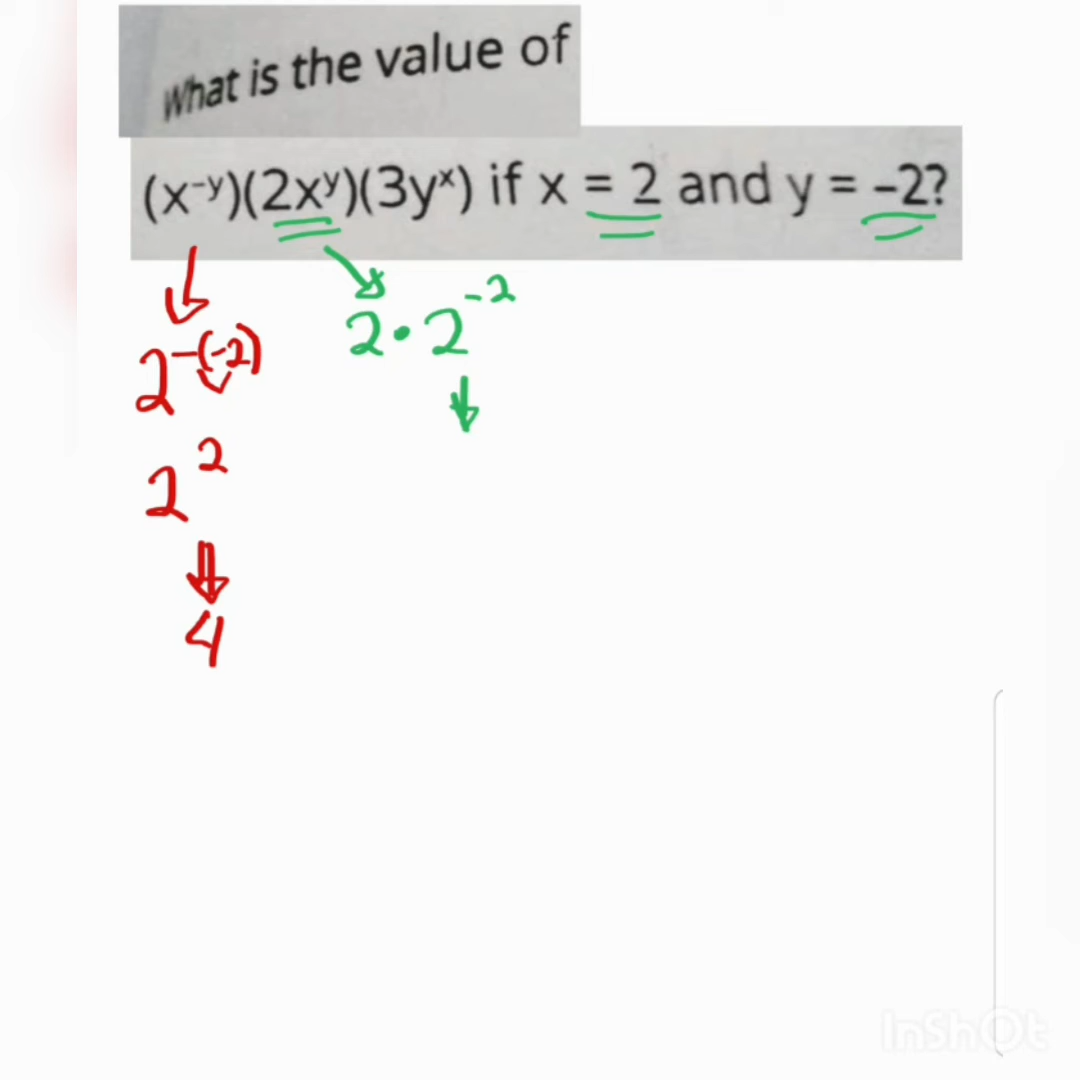 What is the value of
(x⁻ʸ)(2xʸ)(3yˣ) if x = 2 and y = -2?
2⁻⁽⁻²⁾
2 • 2⁻²
2²
4
InShOt